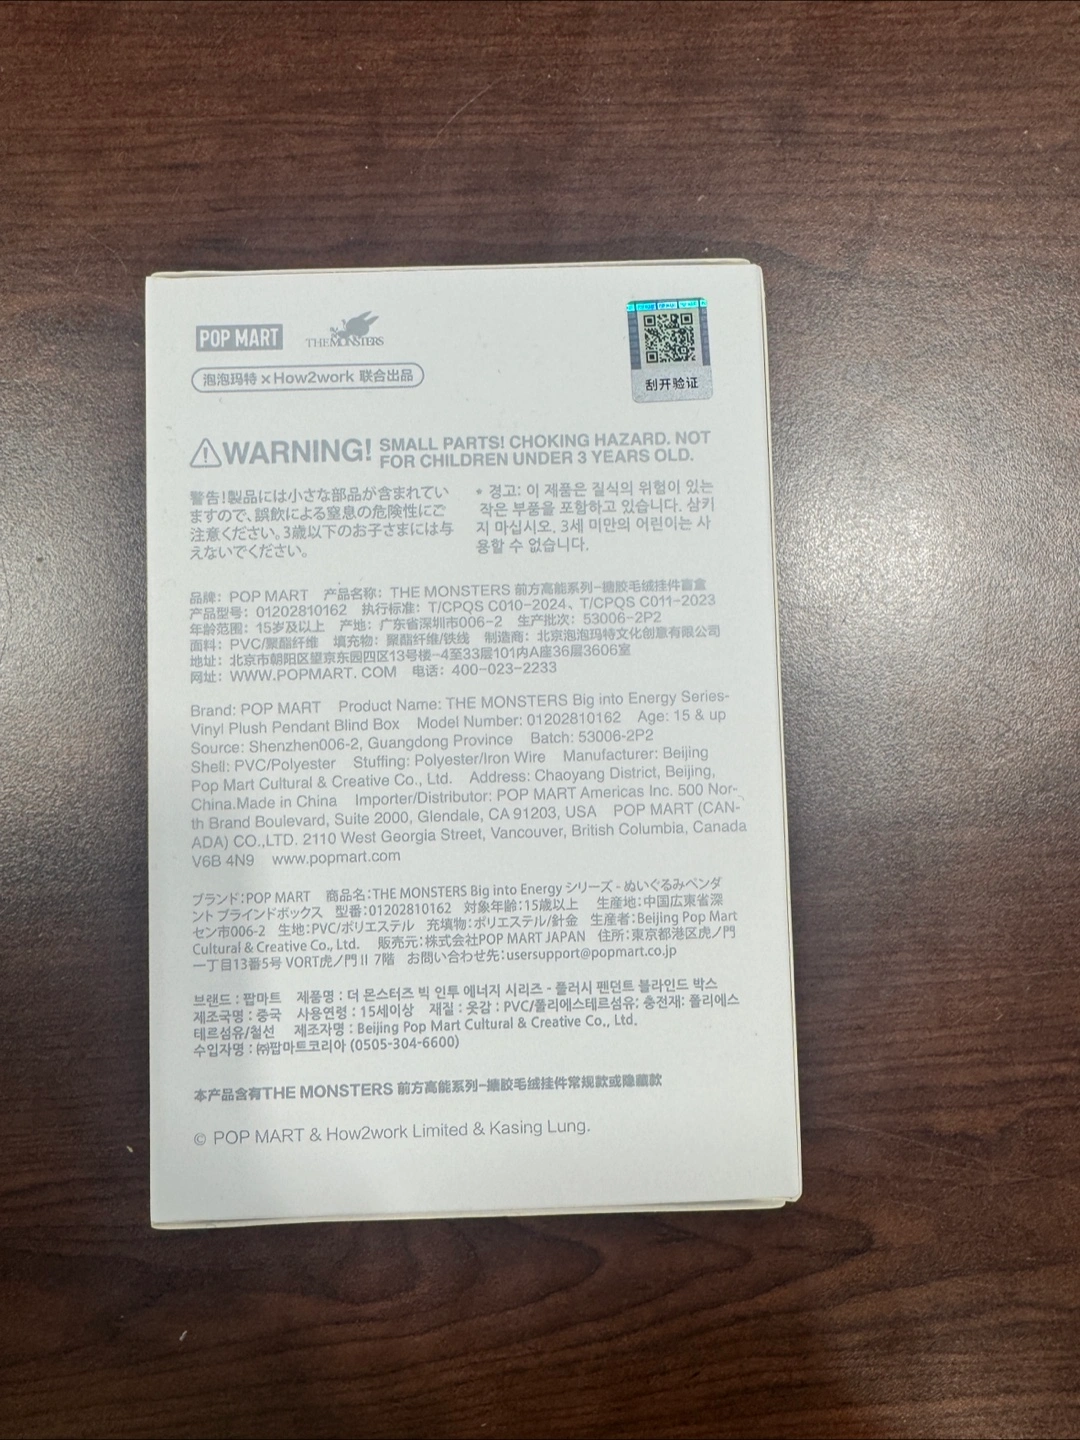 POP MART THE MONSTERS
泡泡玛特 × How2work 联合出品
刮开验证
WARNING! SMALL PARTS! CHOKING HAZARD. NOT
FOR CHILDREN UNDER 3 YEARS OLD.
警告!製品には小さな部品が含まれてい
ますので、誤飲による窒息の危険性にご
注意ください。3歳以下のお子さまには与
えないでください。
* 경고: 이 제품은 질식의 위험이 있는
작은 부품을 포함하고 있습니다. 삼키
지 마십시오. 3세 미만의 어린이는 사
용할 수 없습니다.
品牌：POP MART 产品名称：THE MONSTERS 前方高能系列-搪胶毛绒挂件盲盒
产品型号：01202810162 执行标准：T/CPQS C010-2024、T/CPQS C011-2023
年龄范围：15岁及以上 产地：广东省深圳市006-2 生产批次：53006-2P2
面料：PVC/聚酯纤维 填充物：聚酯纤维/铁线 制造商：北京泡泡玛特文化创意有限公司
地址：北京市朝阳区望京东园四区13号楼-4至33层101内A座36层3606室
网址：WWW.POPMART.COM 电话：400-023-2233
Brand: POP MART Product Name: THE MONSTERS Big into Energy Series-
Vinyl Plush Pendant Blind Box Model Number: 01202810162 Age: 15 & up
Source: Shenzhen006-2, Guangdong Province Batch: 53006-2P2
Shell: PVC/Polyester Stuffing: Polyester/Iron Wire Manufacturer: Beijing
Pop Mart Cultural & Creative Co., Ltd. Address: Chaoyang District, Beijing,
China.Made in China Importer/Distributor: POP MART Americas Inc. 500 Nor-
th Brand Boulevard, Suite 2000, Glendale, CA 91203, USA POP MART (CAN-
ADA) CO.,LTD. 2110 West Georgia Street, Vancouver, British Columbia, Canada
V6B 4N9 www.popmart.com
ブランド:POP MART 商品名:THE MONSTERS Big into Energy シリーズ - ぬいぐるみペンダ
ント ブラインドボックス 型番:01202810162 対象年齢:15歳以上 生産地:中国広東省深
セン市006-2 生地:PVC/ポリエステル 充填物:ポリエステル/針金 生産者:Beijing Pop Mart
Cultural & Creative Co., Ltd. 販売元:株式会社POP MART JAPAN 住所:東京都港区虎ノ門
一丁目13番5号 VORT虎ノ門Ⅱ 7階 お問い合わせ先:usersupport@popmart.co.jp
브랜드 : 팝마트 제품명 : 더 몬스터즈 빅 인투 에너지 시리즈 - 플러시 펜던트 블라인드 박스
제조국명 : 중국 사용연령 : 15세이상 재질 : 옷감 : PVC/폴리에스테르섬유; 충전재: 폴리에스
테르섬유/철선 제조자명 : Beijing Pop Mart Cultural & Creative Co., Ltd.
수입자명 : ㈜팝마트코리아 (0505-304-6600)
本产品含有THE MONSTERS 前方高能系列-搪胶毛绒挂件常规款或隐藏款
© POP MART & How2work Limited & Kasing Lung.